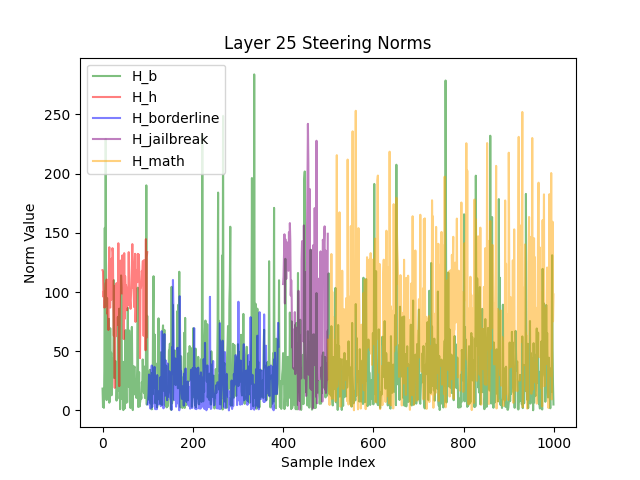 Layer 25 Steering Norms
H_b
H_h
H_borderline
H_jailbreak
H_math
Norm Value
250
200
150
100
50
0
0 200 400 600 800 1000
Sample Index